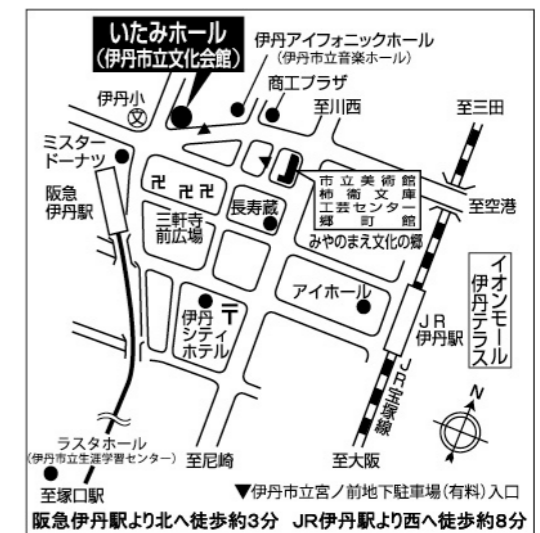 いたみホール
(伊丹市立文化会館)
伊丹アイフォニックホール
(伊丹市立音楽ホール)
商工プラザ
伊丹小
文
至川西
至三田
ミスター
ドーナツ
阪急
伊丹駅
卍 卍 卍
三軒寺
前広場
長寿蔵
市立美術館
柿衞文庫
工芸センター
郷町館
みやのまえ文化の郷
至空港
アイホール
伊丹
シティ
ホテル
〒
JR
伊丹駅
イオンモール
伊丹テラス
JR宝塚線
N
ラスタホール
(伊丹市立生涯学習センター)
至塚口駅
至尼崎
至大阪
▼伊丹市立宮ノ前地下駐車場(有料)入口
阪急伊丹駅より北へ徒歩約3分 JR伊丹駅より西へ徒歩約8分